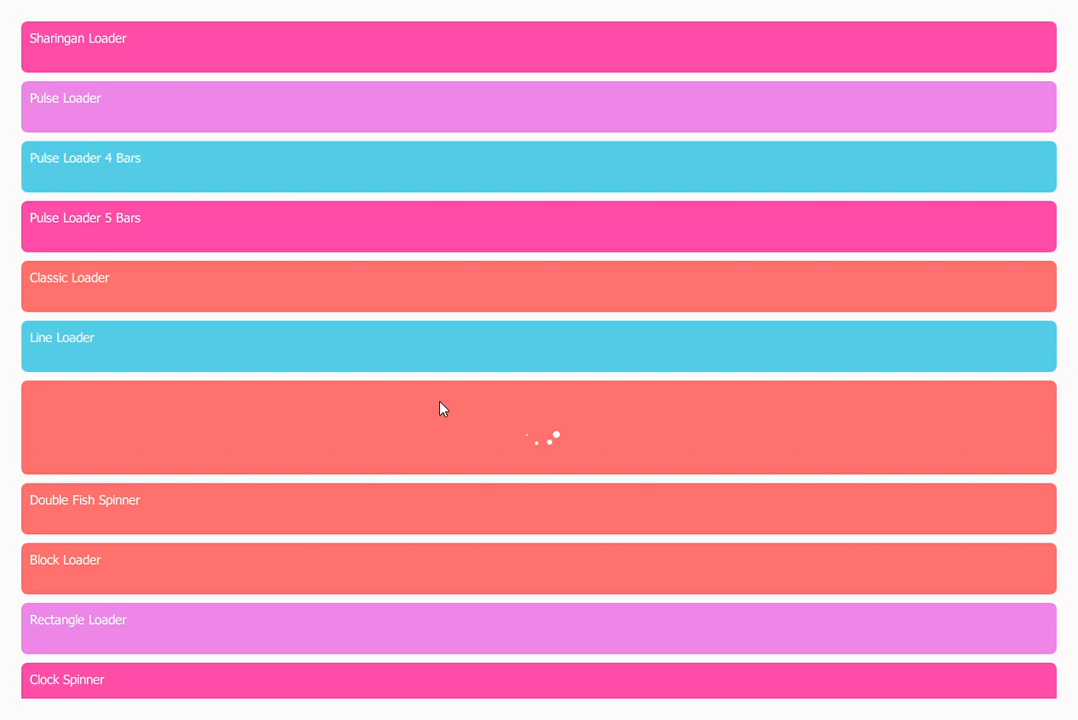 Sharingan Loader
Pulse Loader
Pulse Loader 4 Bars
Pulse Loader 5 Bars
Classic Loader
Line Loader
Double Fish Spinner
Block Loader
Rectangle Loader
Clock Spinner